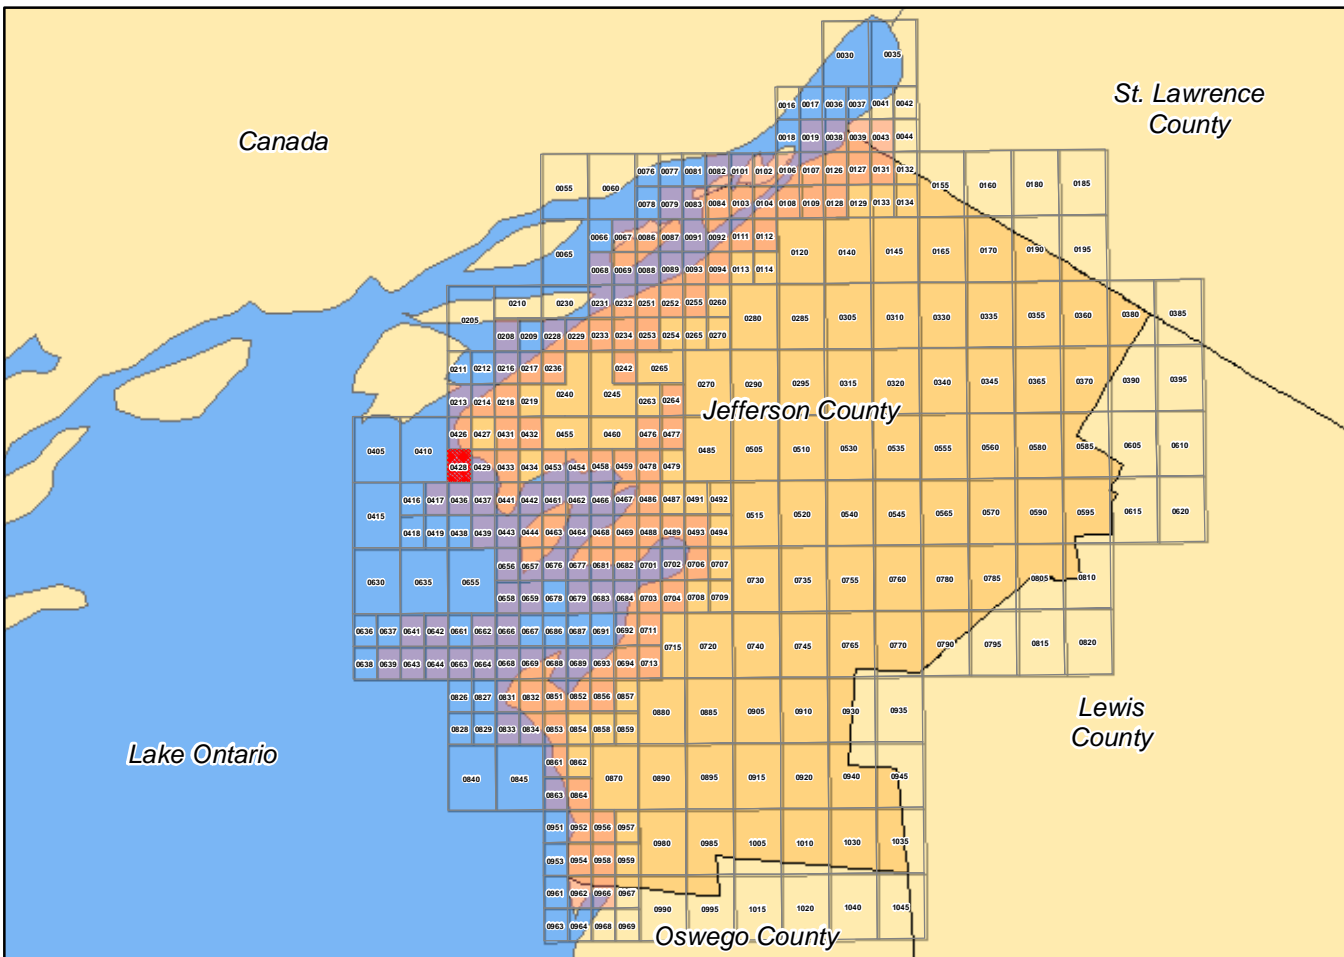 0030 0035
St. Lawrence
County
0016 0017 0036 0037 0041 0042
Canada
0018 0019 0038 0039 0043 0044
0076 0077 0081 0082 0101 0102 0106 0107 0126 0127 0131 0132
0055 0060 0155 0160 0180 0185
0078 0079 0083 0084 0103 0104 0108 0109 0128 0129 0133 0134
0066 0067 0086 0087 0091 0092 0111 0112
0065 0120 0140 0145 0165 0170 0190 0195
0068 0069 0088 0089 0093 0094 0113 0114
0210 0230 0231 0232 0251 0252 0255 0260
0205 0280 0285 0305 0310 0330 0335 0355 0360 0380 0385
0208 0209 0228 0229 0233 0234 0253 0254 0265 0270
0211 0212 0216 0217 0236 0242 0265
0270 0290 0295 0315 0320 0340 0345 0365 0370 0390 0395
0213 0214 0218 0219 0240 0245 0263 0264
Jefferson County
0426 0427 0431 0432 0455 0460 0476 0477
0405 0410 0485 0505 0510 0530 0535 0555 0560 0580 0585 0605 0610
0428 0429 0433 0434 0453 0454 0458 0459 0478 0479
0416 0417 0436 0437 0441 0442 0461 0462 0466 0467 0486 0487 0491 0492
0415 0515 0520 0540 0545 0565 0570 0590 0595 0615 0620
0418 0419 0438 0439 0443 0444 0463 0464 0468 0469 0488 0489 0493 0494
0656 0657 0676 0677 0681 0682 0701 0702 0706 0707
0630 0635 0655 0730 0735 0755 0760 0780 0785 0805 0810
0658 0659 0678 0679 0683 0684 0703 0704 0708 0709
0636 0637 0641 0642 0661 0662 0666 0667 0686 0687 0691 0692 0711
0715 0720 0740 0745 0765 0770 0790 0795 0815 0820
0638 0639 0643 0644 0663 0664 0668 0669 0688 0689 0693 0694 0713
0826 0827 0831 0832 0851 0852 0856 0857
0880 0885 0905 0910 0930 0935
Lewis
County
0828 0829 0833 0834 0853 0854 0858 0859
Lake Ontario
0861 0862
0840 0845 0870 0890 0895 0915 0920 0940 0945
0863 0864
0951 0952 0956 0957
0980 0985 1005 1010 1030 1035
0953 0954 0958 0959
0961 0962 0966 0967
0990 0995 1015 1020 1040 1045
0963 0964 0968 0969
Oswego County